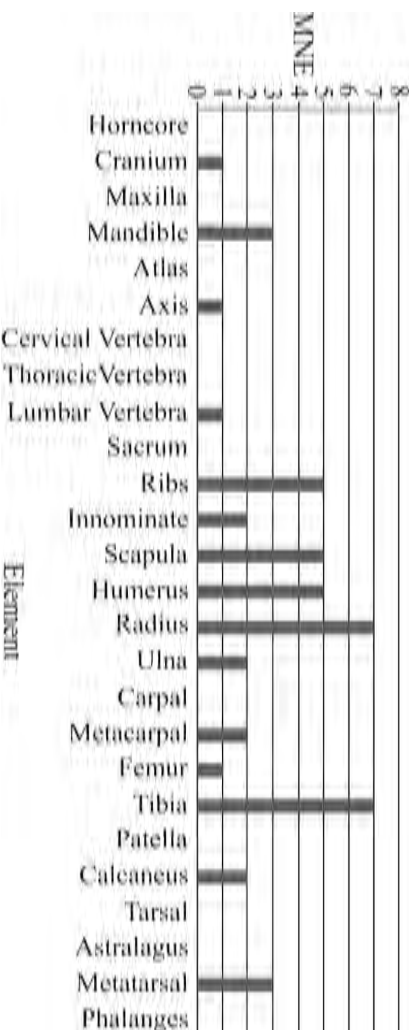 MNE
0 1 2 3 4 5 6 7 8
Horncore
Cranium
Maxilla
Mandible
Atlas
Axis
Cervical Vertebra
Thoracic Vertebra
Lumbar Vertebra
Sacrum
Ribs
Innominate
Scapula
Humerus
Radius
Ulna
Carpal
Metacarpal
Femur
Tibia
Patella
Calcaneus
Tarsal
Astralagus
Metatarsal
Phalanges
Element